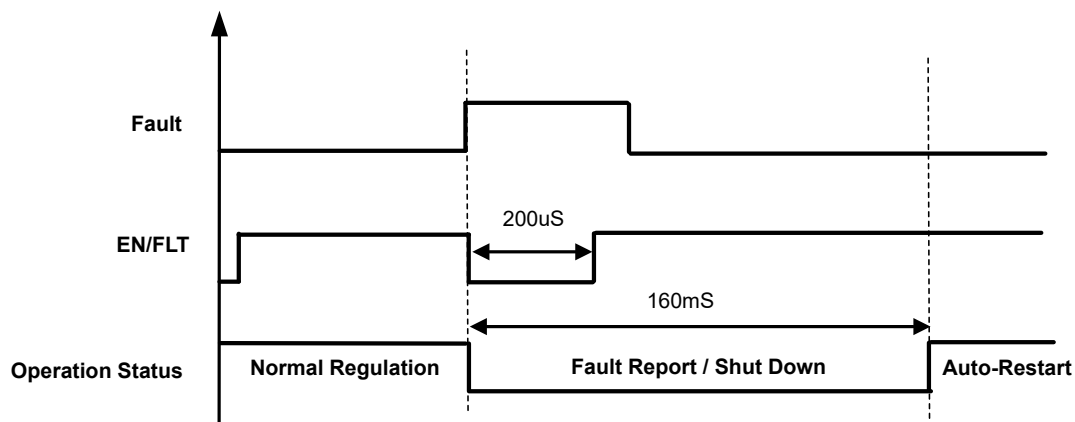 Fault
200uS
EN/FLT
160mS
Operation Status
Normal Regulation
Fault Report / Shut Down
Auto-Restart